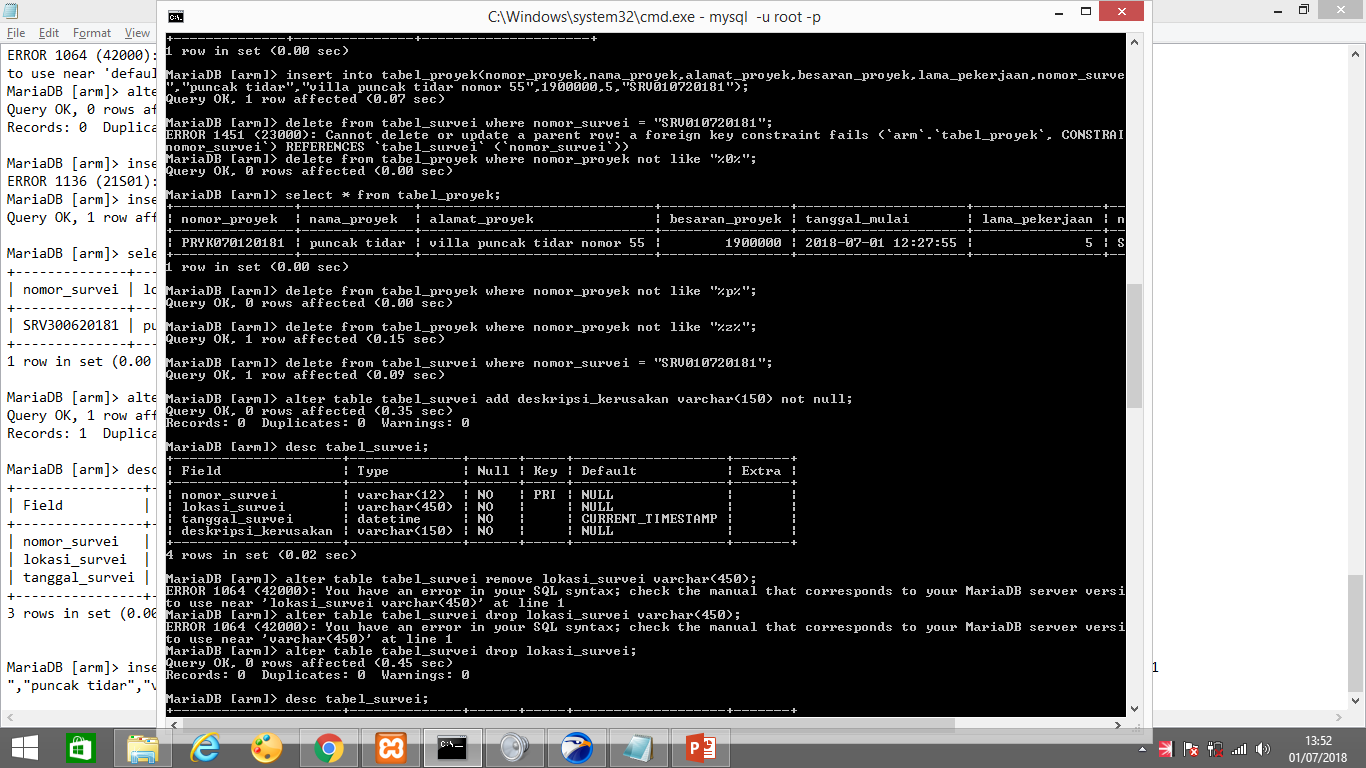 C:\Windows\system32\cmd.exe - mysql -u root -p
File Edit Format View
ERROR 1064 (42000):
to use near 'defaul
MariaDB [arm]> alte
Query OK, 0 rows af
Records: 0 Duplica
MariaDB [arm]> inse
ERROR 1136 (21S01):
MariaDB [arm]> inse
Query OK, 1 row aff
MariaDB [arm]> sele
+--------------+---
| nomor_survei | lo
+--------------+---
| SRV300620181 | pu
+--------------+---
1 row in set (0.00
MariaDB [arm]> alte
Query OK, 1 row aff
Records: 1 Duplica
MariaDB [arm]> desc
+----------------+--
| Field |
+----------------+--
| nomor_survei |
| lokasi_survei |
| tanggal_survei |
+----------------+--
3 rows in set (0.00
MariaDB [arm]> inse
","puncak tidar","v
1
+--------------+---------------+---------------------+
1 row in set (0.00 sec)
MariaDB [arm]> insert into tabel_proyek(nomor_proyek,nama_proyek,alamat_proyek,besaran_proyek,lama_pekerjaan,nomor_surve
","puncak tidar","villa puncak tidar nomor 55",1900000,5,"SRV010720181");
Query OK, 1 row affected (0.07 sec)
MariaDB [arm]> delete from tabel_survei where nomor_survei = "SRV010720181";
ERROR 1451 (23000): Cannot delete or update a parent row: a foreign key constraint fails (`arm`.`tabel_proyek`, CONSTRAI
nomor_survei`) REFERENCES `tabel_survei` (`nomor_survei`))
MariaDB [arm]> delete from tabel_proyek where nomor_proyek not like "%0%";
Query OK, 0 rows affected (0.00 sec)
MariaDB [arm]> select * from tabel_proyek;
+---------------+--------------+-----------------------------+----------------+---------------------+----------------+--
| nomor_proyek | nama_proyek | alamat_proyek | besaran_proyek | tanggal_mulai | lama_pekerjaan | n
+---------------+--------------+-----------------------------+----------------+---------------------+----------------+--
| PRYK070120181 | puncak tidar | villa puncak tidar nomor 55 | 1900000 | 2018-07-01 12:27:55 | 5 | S
+---------------+--------------+-----------------------------+----------------+---------------------+----------------+--
1 row in set (0.00 sec)
MariaDB [arm]> delete from tabel_proyek where nomor_proyek not like "%p%";
Query OK, 0 rows affected (0.00 sec)
MariaDB [arm]> delete from tabel_proyek where nomor_proyek not like "%z%";
Query OK, 1 row affected (0.15 sec)
MariaDB [arm]> delete from tabel_survei where nomor_survei = "SRV010720181";
Query OK, 1 row affected (0.09 sec)
MariaDB [arm]> alter table tabel_survei add deskripsi_kerusakan varchar(150) not null;
Query OK, 0 rows affected (0.35 sec)
Records: 0 Duplicates: 0 Warnings: 0
MariaDB [arm]> desc tabel_survei;
+---------------------+--------------+------+-----+-------------------+-------+
| Field | Type | Null | Key | Default | Extra |
+---------------------+--------------+------+-----+-------------------+-------+
| nomor_survei | varchar(12) | NO | PRI | NULL | |
| lokasi_survei | varchar(450) | NO | | NULL | |
| tanggal_survei | datetime | NO | | CURRENT_TIMESTAMP | |
| deskripsi_kerusakan | varchar(150) | NO | | NULL | |
+---------------------+--------------+------+-----+-------------------+-------+
4 rows in set (0.02 sec)
MariaDB [arm]> alter table tabel_survei remove lokasi_survei varchar(450);
ERROR 1064 (42000): You have an error in your SQL syntax; check the manual that corresponds to your MariaDB server versi
to use near 'lokasi_survei varchar(450)' at line 1
MariaDB [arm]> alter table tabel_survei drop lokasi_survei varchar(450);
ERROR 1064 (42000): You have an error in your SQL syntax; check the manual that corresponds to your MariaDB server versi
to use near 'varchar(450)' at line 1
MariaDB [arm]> alter table tabel_survei drop lokasi_survei;
Query OK, 0 rows affected (0.45 sec)
Records: 0 Duplicates: 0 Warnings: 0
MariaDB [arm]> desc tabel_survei;
+---------------------+--------------+------+-----+-------------------+-------+
13:52
01/07/2018